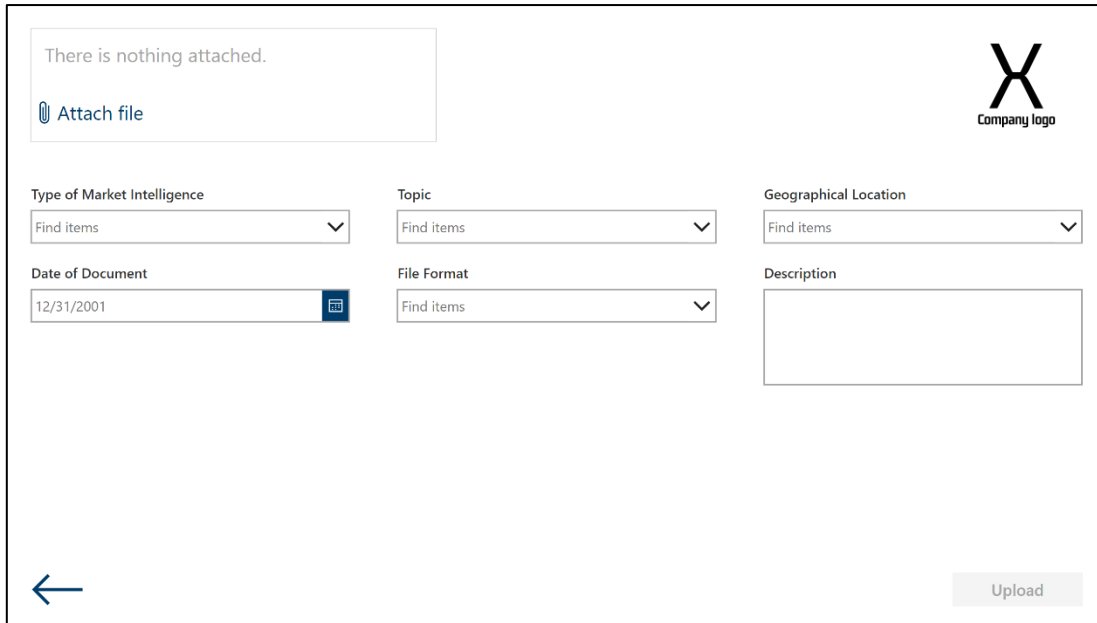 There is nothing attached.
Attach file
Company logo
Type of Market Intelligence
Find items
Topic
Find items
Geographical Location
Find items
Date of Document
12/31/2001
File Format
Find items
Description
Upload